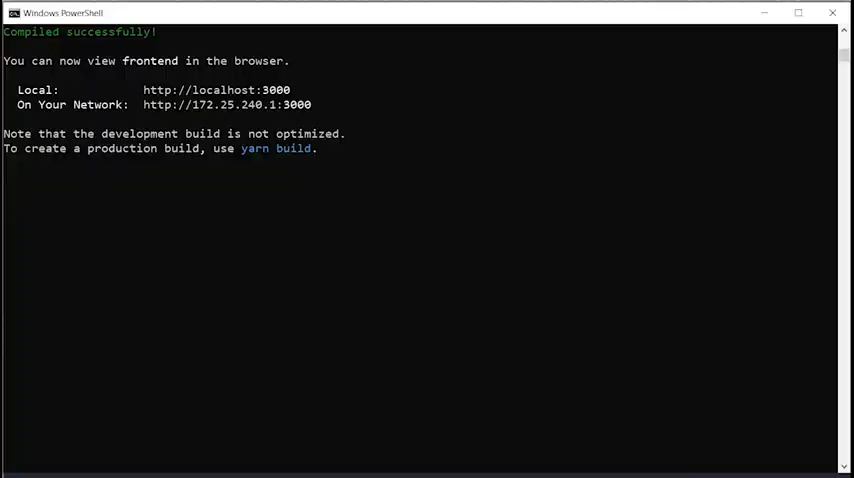 Windows PowerShell
Compiled successfully!
You can now view frontend in the browser.
Local: http://localhost:3000
On Your Network: http://172.25.240.1:3000
Note that the development build is not optimized.
To create a production build, use yarn build.